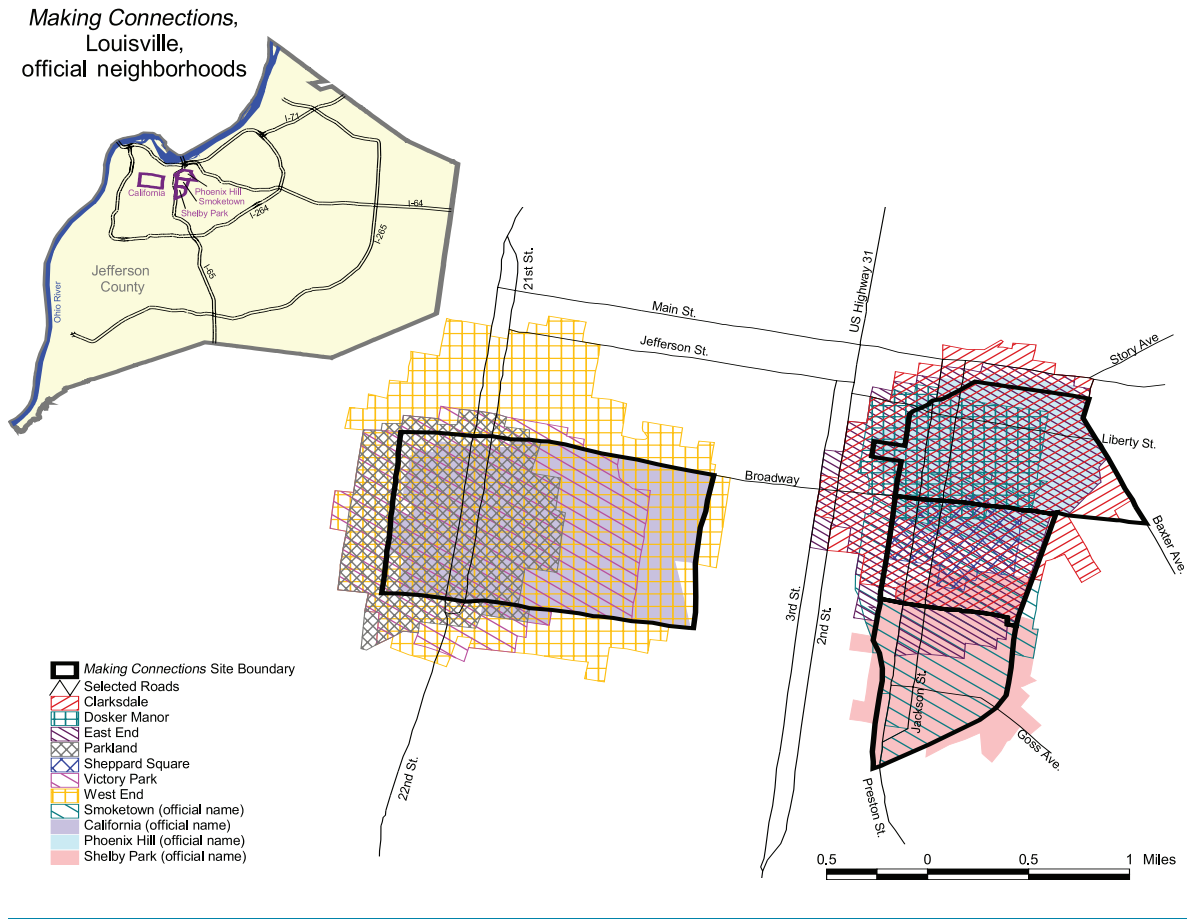 Making Connections,
Louisville,
official neighborhoods
I-71
Phoenix Hill
California
Smoketown
Shelby Park
I-64
I-264
I-265
I-65
Jefferson
County
Ohio River
21st St.
US Highway 31
Main St.
Jefferson St.
Story Ave
Liberty St.
Broadway
Baxter Ave.
3rd St.
2nd St.
Jackson St.
Goss Ave.
22nd St.
Preston St.
Making Connections Site Boundary
Selected Roads
Clarksdale
Dosker Manor
East End
Parkland
Sheppard Square
Victory Park
West End
Smoketown (official name)
California (official name)
Phoenix Hill (official name)
Shelby Park (official name)
0.5 0 0.5 1 Miles